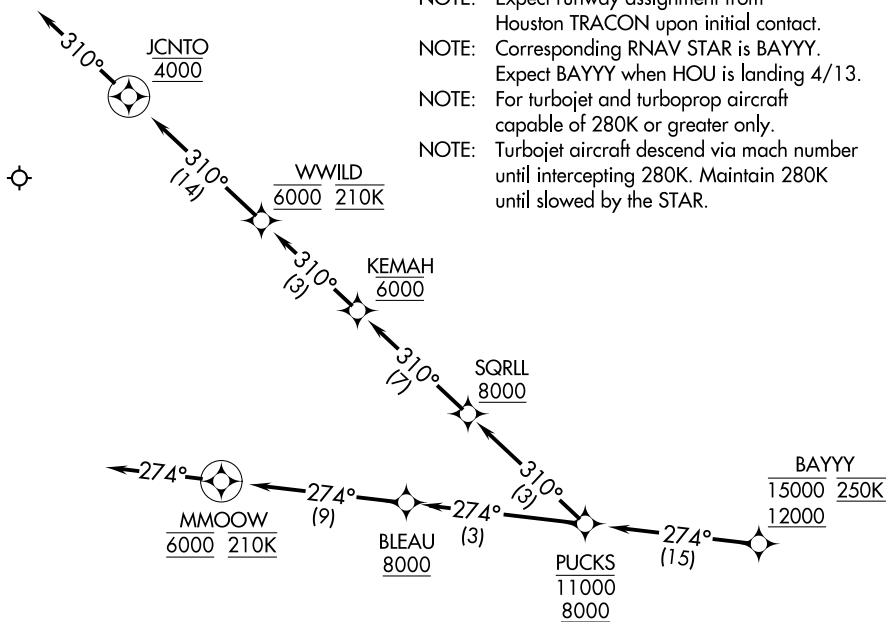 NOTE: Expect runway assignment from
Houston TRACON upon initial contact.
NOTE: Corresponding RNAV STAR is BAYYY.
Expect BAYYY when HOU is landing 4/13.
NOTE: For turbojet and turboprop aircraft
capable of 280K or greater only.
NOTE: Turbojet aircraft descend via mach number
until intercepting 280K. Maintain 280K
until slowed by the STAR.
310°
JCNTO
4000
310°
(14)
WWILD
6000 210K
310°
(3)
KEMAH
6000
310°
(7)
SQRLL
8000
310°
(3)
274°
MMOOW
6000 210K
274°
(9)
BLEAU
8000
274°
(3)
PUCKS
11000
8000
274°
(15)
BAYYY
15000 250K
12000